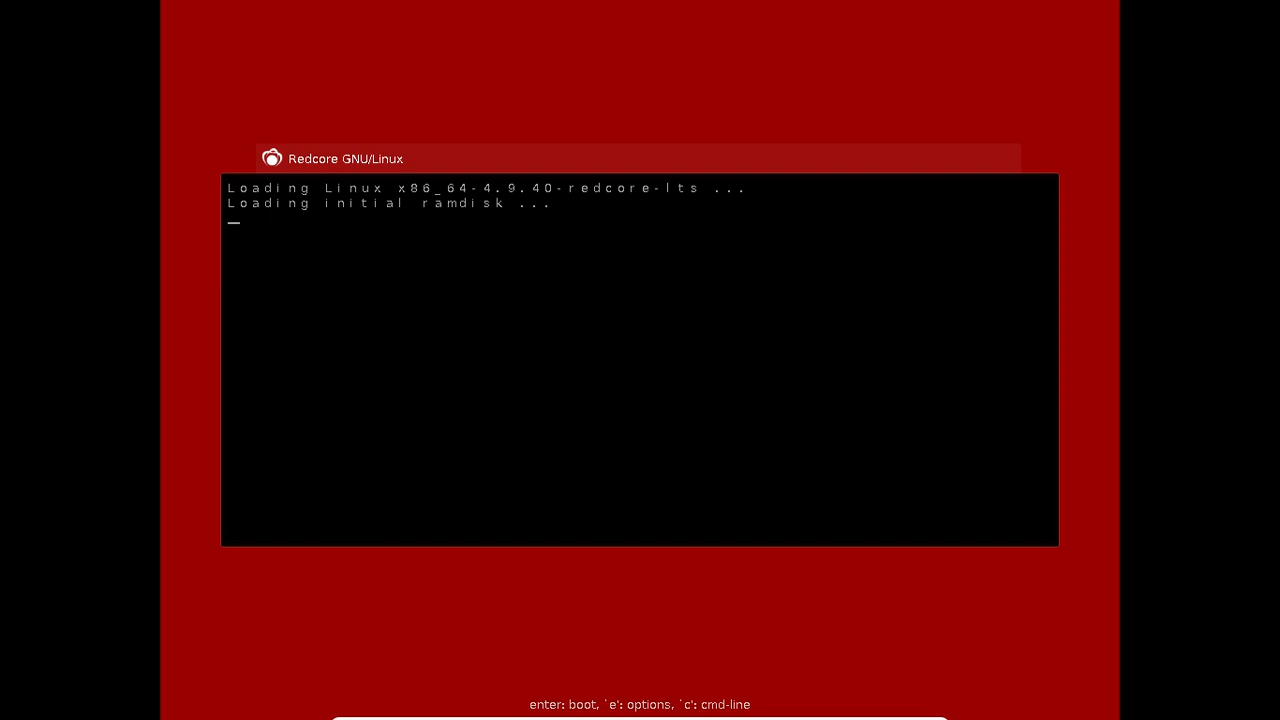 Redcore GNU/Linux
Loading Linux x86_64-4.9.40-redcore-lts ...
Loading initial ramdisk ...
enter: boot, `e': options, `c': cmd-line